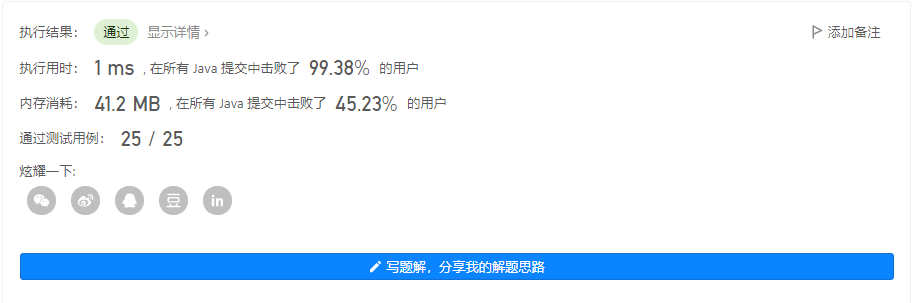 执行结果： 通过 显示详情 › 添加备注
执行用时： 1 ms , 在所有 Java 提交中击败了 99.38% 的用户
内存消耗： 41.2 MB , 在所有 Java 提交中击败了 45.23% 的用户
通过测试用例： 25 / 25
炫耀一下:
豆 in
写题解，分享我的解题思路